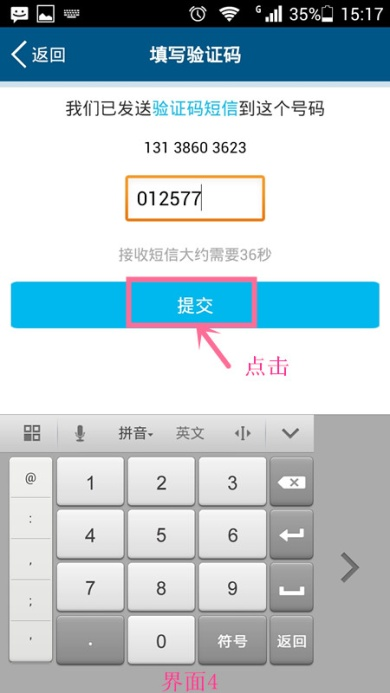 G 35% 15:17
返回 填写验证码
我们已发送验证码短信到这个号码
131 3860 3623
012577
接收短信大约需要36秒
提交
点击
拼音 英文
@ 1 2 3
: 4 5 6
, 7 8 9
; . 0 符号 返回
'
界面4